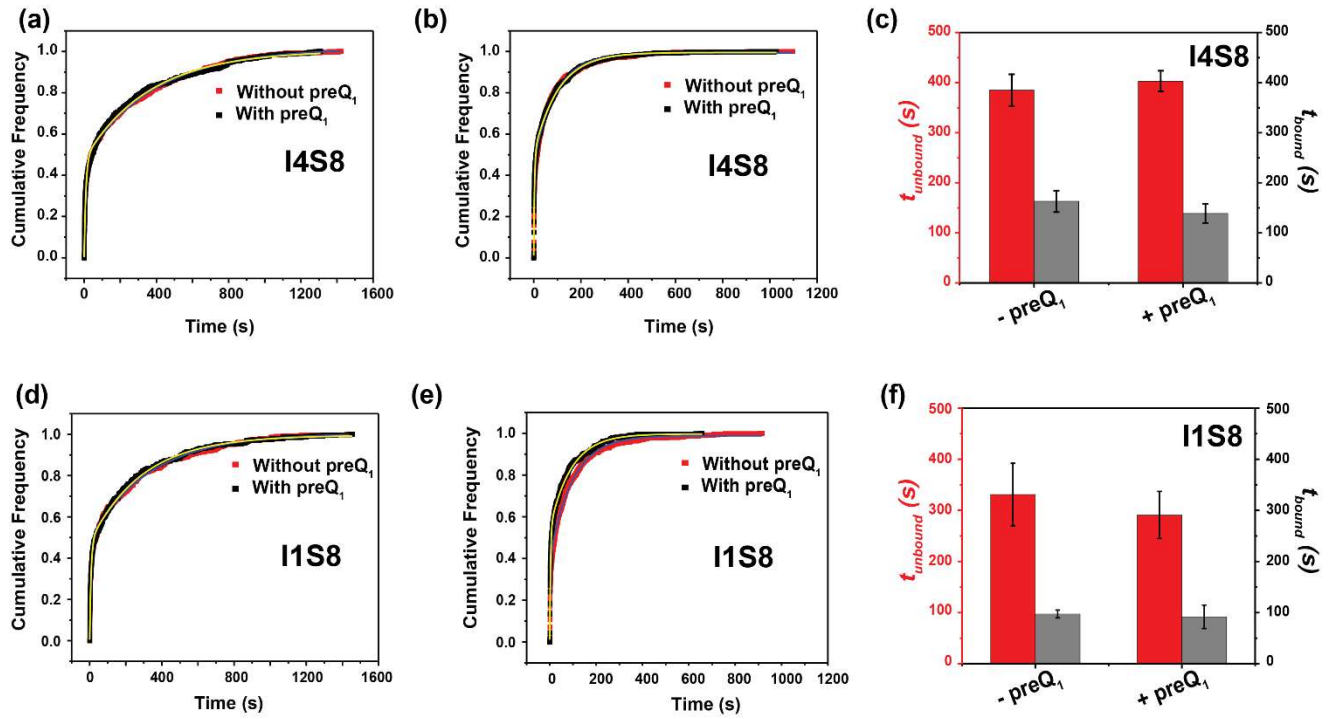 (a)
Cumulative Frequency
1.0
0.8
0.6
0.4
0.2
0.0
Without preQ₁
With preQ₁
I4S8
0 400 800 1200 1600
Time (s)
(b)
Cumulative Frequency
1.0
0.8
0.6
0.4
0.2
0.0
Without preQ₁
With preQ₁
I4S8
0 200 400 600 800 1000 1200
Time (s)
(c)
I4S8
t_unbound (s)
500
400
300
200
100
0
500
400
300
200
100
0
t_bound (s)
- preQ₁ + preQ₁
(d)
Cumulative Frequency
1.0
0.8
0.6
0.4
0.2
0.0
Without preQ₁
With preQ₁
I1S8
0 400 800 1200 1600
Time (s)
(e)
Cumulative Frequency
1.0
0.8
0.6
0.4
0.2
0.0
Without preQ₁
With preQ₁
I1S8
0 200 400 600 800 1000 1200
Time (s)
(f)
I1S8
t_unbound (s)
500
400
300
200
100
0
500
400
300
200
100
0
t_bound (s)
- preQ₁ + preQ₁